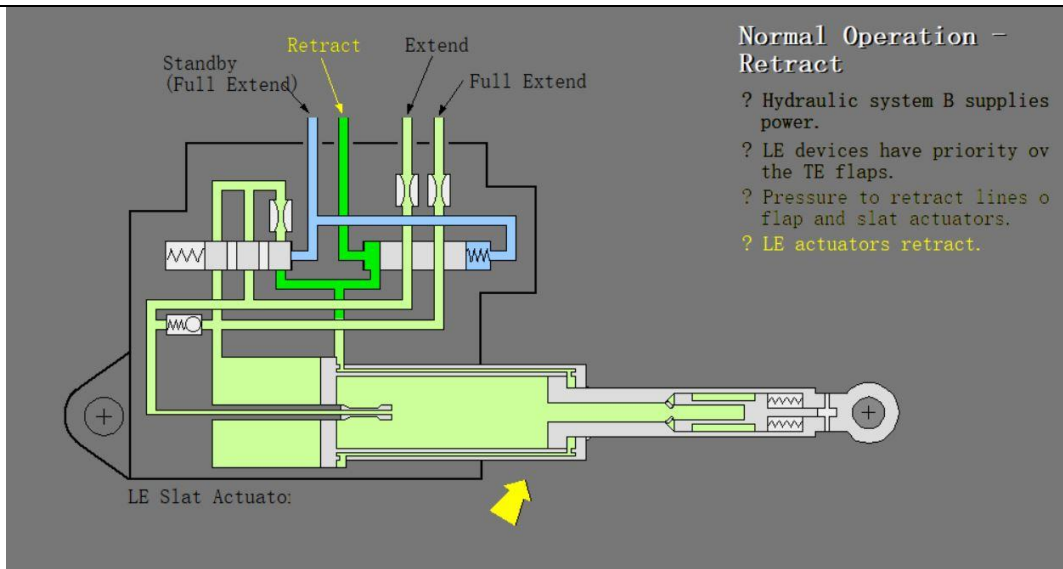 Normal Operation -
Retract
Retract
Extend
Standby
(Full Extend)
Full Extend
? Hydraulic system B supplies
power.
? LE devices have priority ov
the TE flaps.
? Pressure to retract lines o
flap and slat actuators.
? LE actuators retract.
LE Slat Actuato: